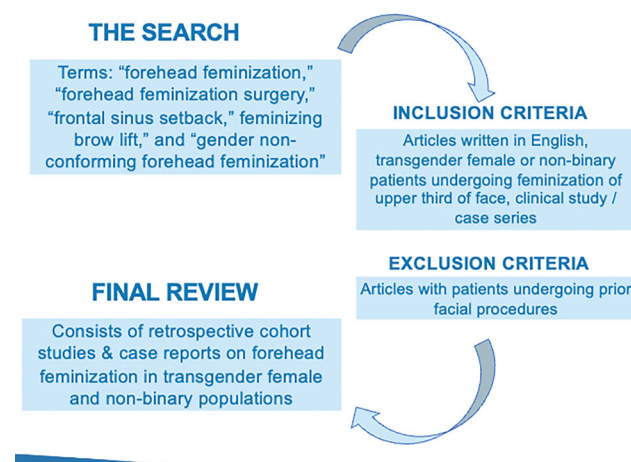 THE SEARCH
Terms: “forehead feminization,”
“forehead feminization surgery,”
“frontal sinus setback,” feminizing
brow lift,” and “gender non-
conforming forehead feminization”
INCLUSION CRITERIA
Articles written in English,
transgender female or non-binary
patients undergoing feminization of
upper third of face, clinical study /
case series
EXCLUSION CRITERIA
Articles with patients undergoing prior
facial procedures
FINAL REVIEW
Consists of retrospective cohort
studies & case reports on forehead
feminization in transgender female
and non-binary populations